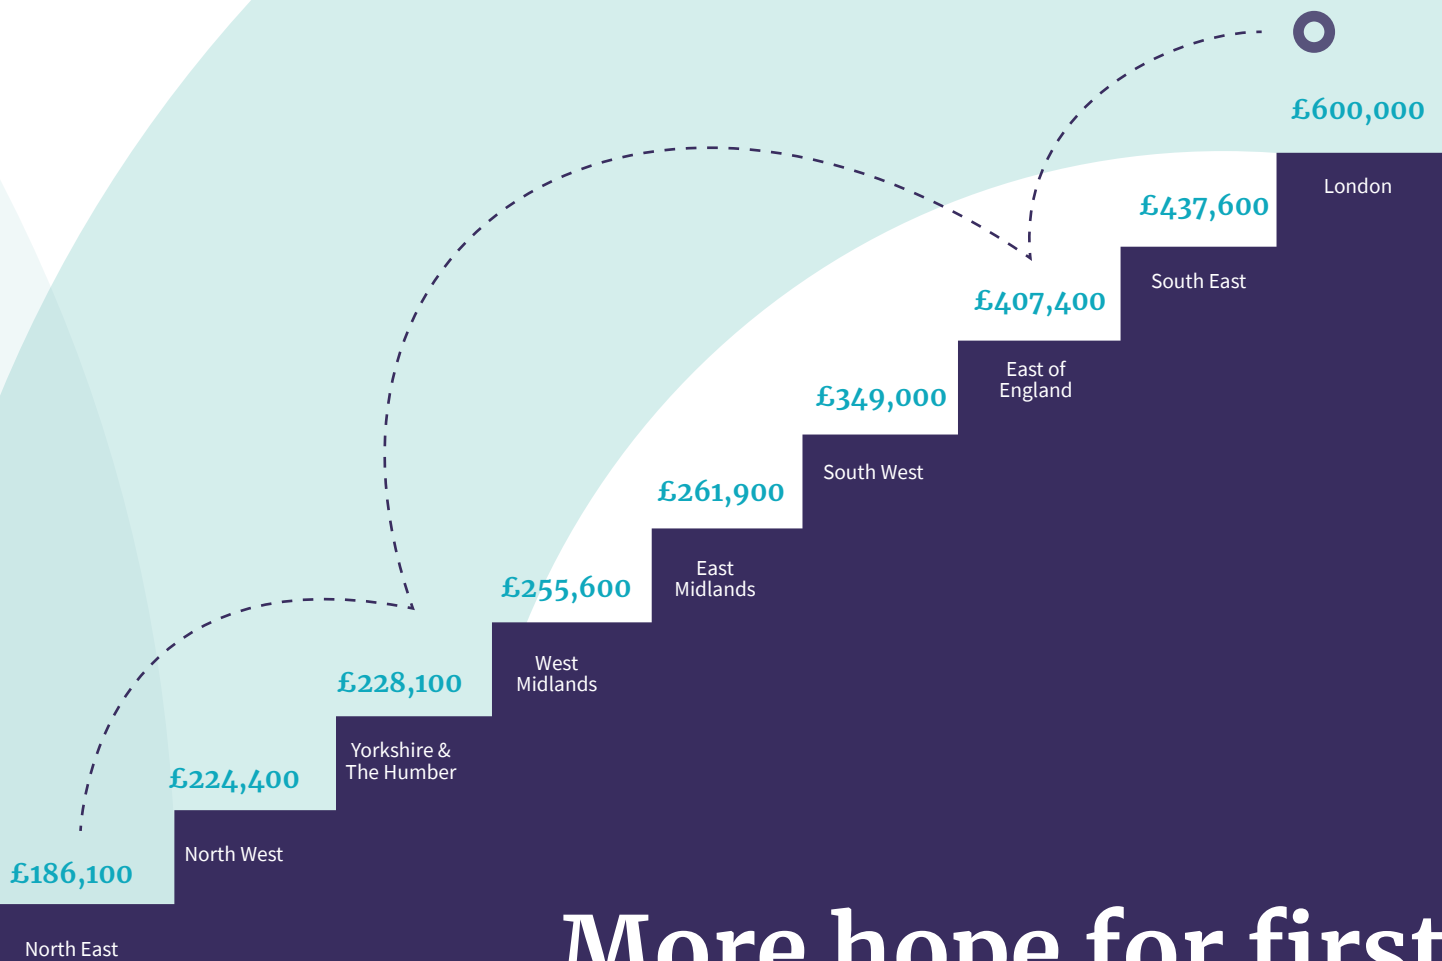 £600,000
London
£437,600
South East
£407,400
East of
England
£349,000
South West
£261,900
East
Midlands
£255,600
West
Midlands
£228,100
Yorkshire &
The Humber
£224,400
North West
£186,100
North East
More hope for first